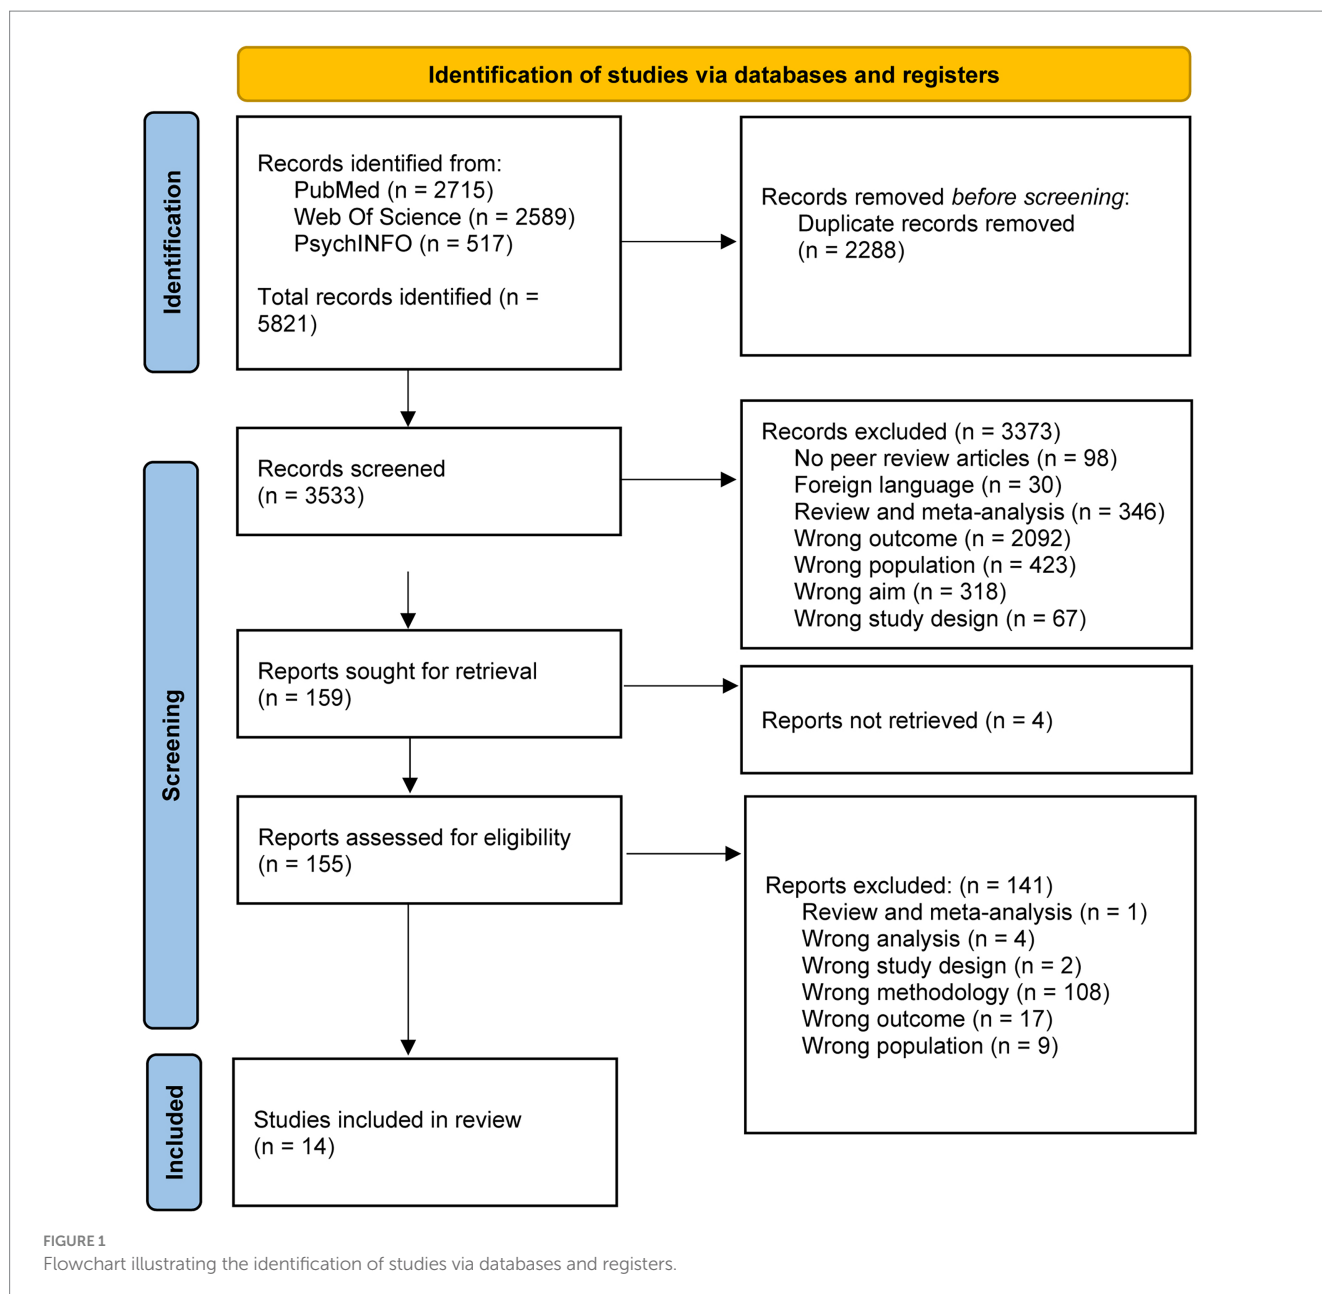 Identification of studies via databases and registers
Identification
Records identified from:
PubMed (n = 2715)
Web Of Science (n = 2589)
PsychINFO (n = 517)
Total records identified (n =
5821)
Records removed before screening:
Duplicate records removed
(n = 2288)
Screening
Records screened
(n = 3533)
Records excluded (n = 3373)
No peer review articles (n = 98)
Foreign language (n = 30)
Review and meta-analysis (n = 346)
Wrong outcome (n = 2092)
Wrong population (n = 423)
Wrong aim (n = 318)
Wrong study design (n = 67)
Reports sought for retrieval
(n = 159)
Reports not retrieved (n = 4)
Reports assessed for eligibility
(n = 155)
Reports excluded: (n = 141)
Review and meta-analysis (n = 1)
Wrong analysis (n = 4)
Wrong study design (n = 2)
Wrong methodology (n = 108)
Wrong outcome (n = 17)
Wrong population (n = 9)
Included
Studies included in review
(n = 14)
FIGURE 1
Flowchart illustrating the identification of studies via databases and registers.